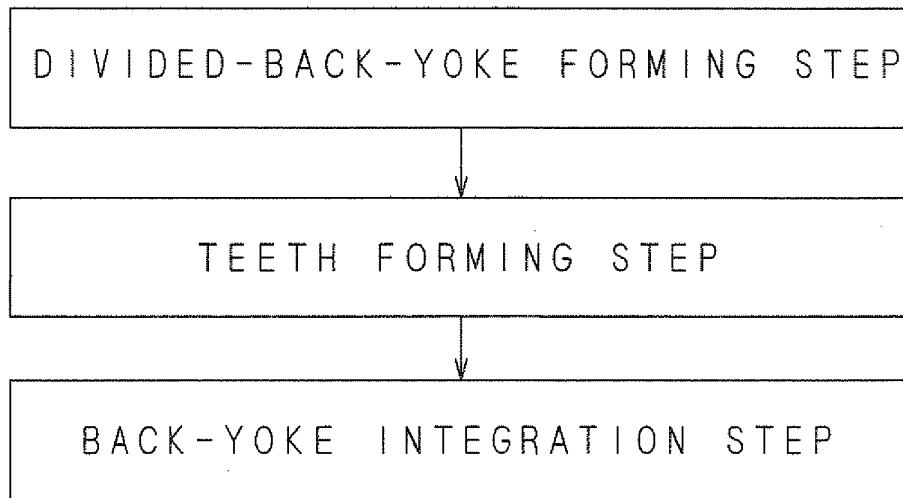 DIVIDED-BACK-YOKE FORMING STEP
TEETH FORMING STEP
BACK-YOKE INTEGRATION STEP